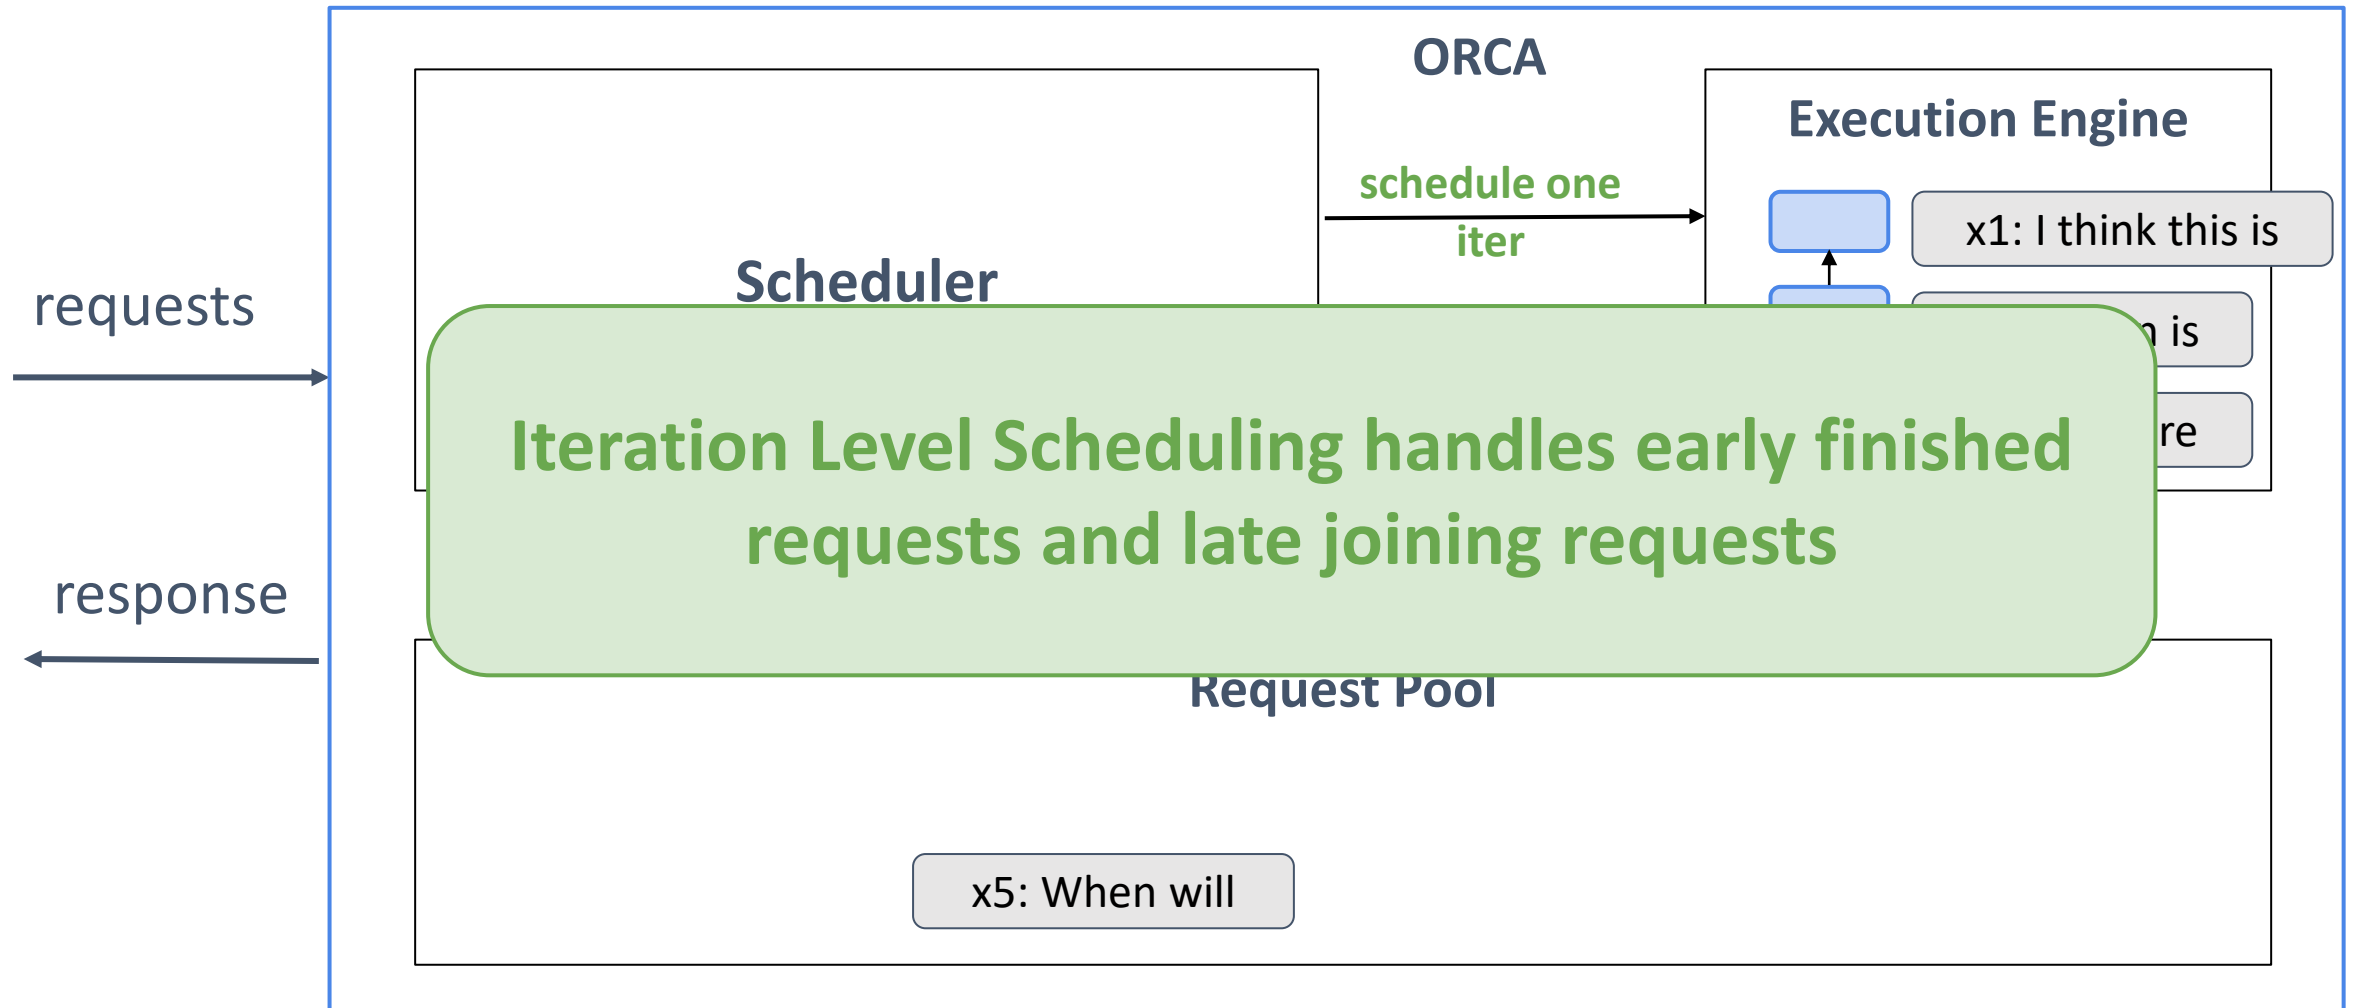 ORCA
Execution Engine
schedule one
iter
x1: I think this is
Scheduler
requests
is
re
Iteration Level Scheduling handles early finished
requests and late joining requests
response
Request Pool
x5: When will